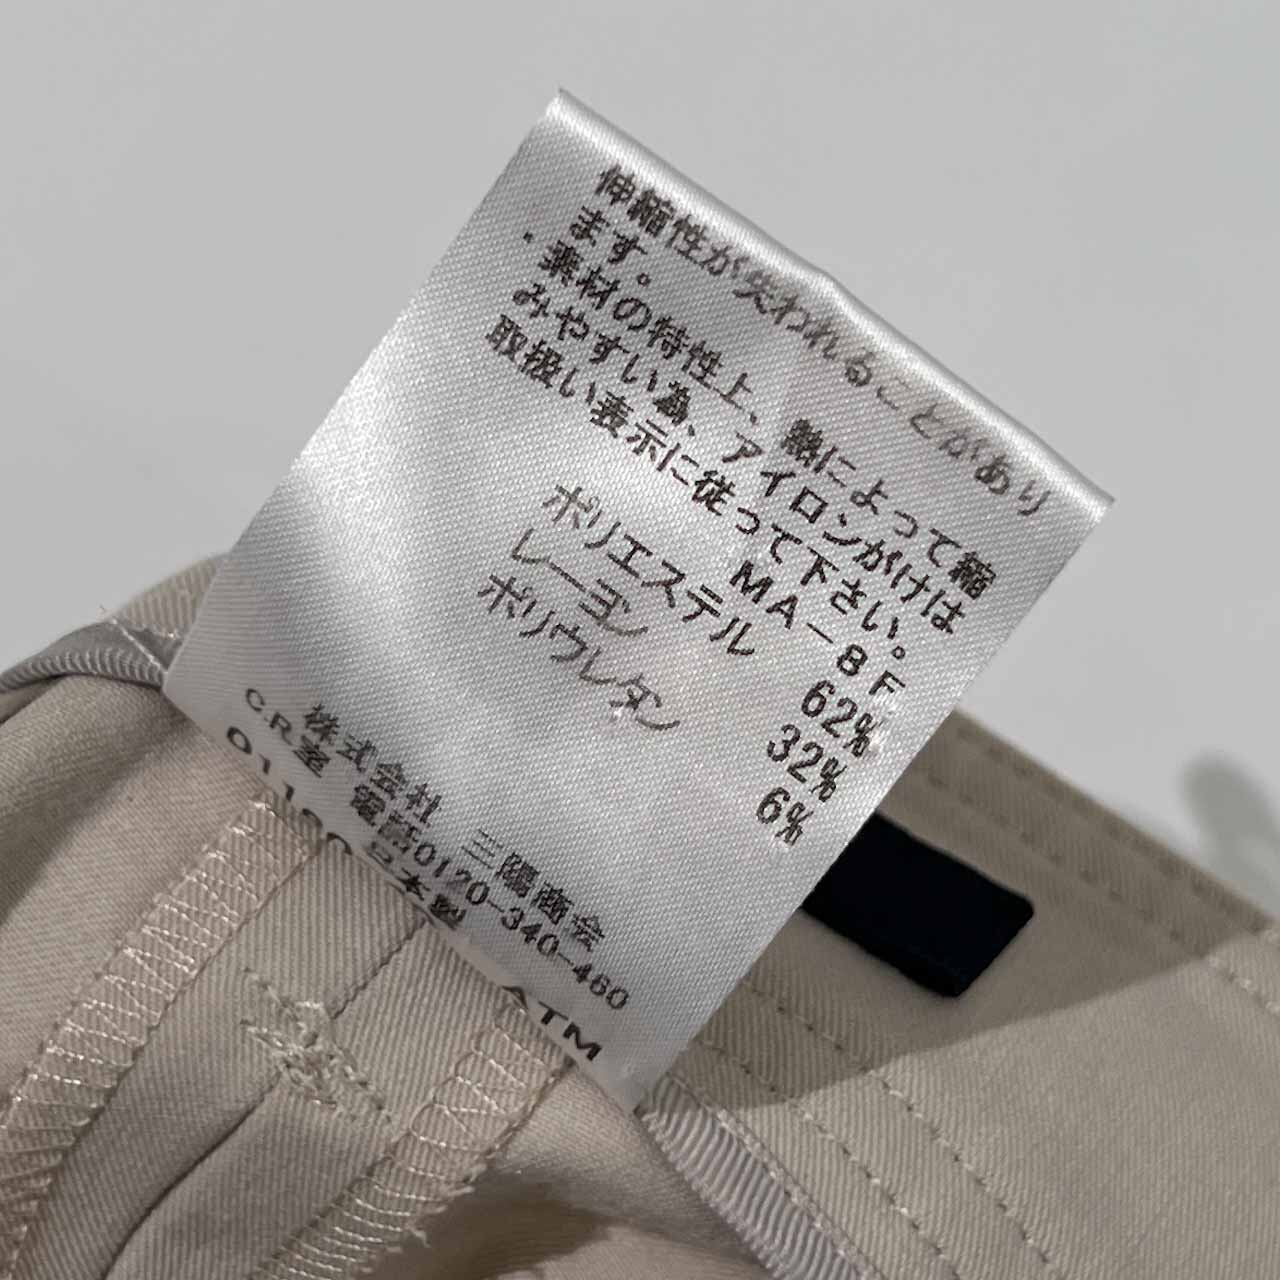 伸縮性が失われることがあり
ます。
・素材の特性上、熱によって縮
みやすい為、アイロンがけは
取扱い表示に従って下さい。
MA-8F
ポリエステル 62%
レーヨン 32%
ポリウレタン 6%
株式会社 三陽商会
C.R室 電話0120-340-460
日本製
ATM